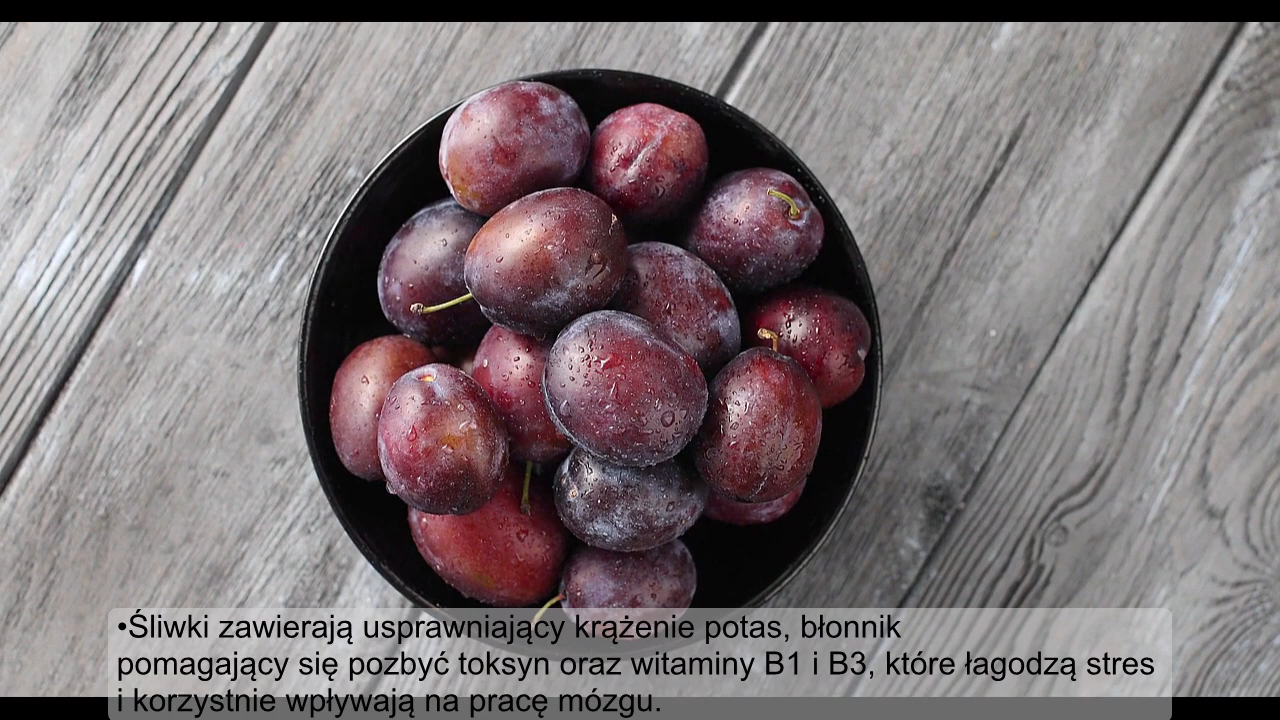 •Śliwki zawierają usprawniający krążenie potas, błonnik
pomagający się pozbyć toksyn oraz witaminy B1 i B3, które łagodzą stres
i korzystnie wpływają na pracę mózgu.